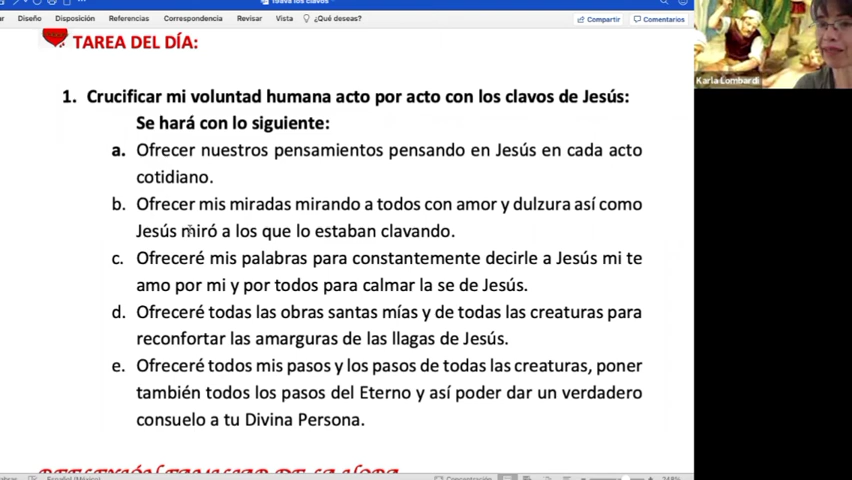 Diseño Disposición Referencias Correspondencia Revisar Vista ¿Qué deseas? Compartir Comentarios
TAREA DEL DÍA:
Karla Lombardi
1. Crucificar mi voluntad humana acto por acto con los clavos de Jesús:
Se hará con lo siguiente:
a. Ofrecer nuestros pensamientos pensando en Jesús en cada acto
cotidiano.
b. Ofrecer mis miradas mirando a todos con amor y dulzura así como
Jesús miró a los que lo estaban clavando.
c. Ofreceré mis palabras para constantemente decirle a Jesús mi te
amo por mi y por todos para calmar la se de Jesús.
d. Ofreceré todas las obras santas mías y de todas las creaturas para
reconfortar las amarguras de las llagas de Jesús.
e. Ofreceré todos mis pasos y los pasos de todas las creaturas, poner
también todos los pasos del Eterno y así poder dar un verdadero
consuelo a tu Divina Persona.